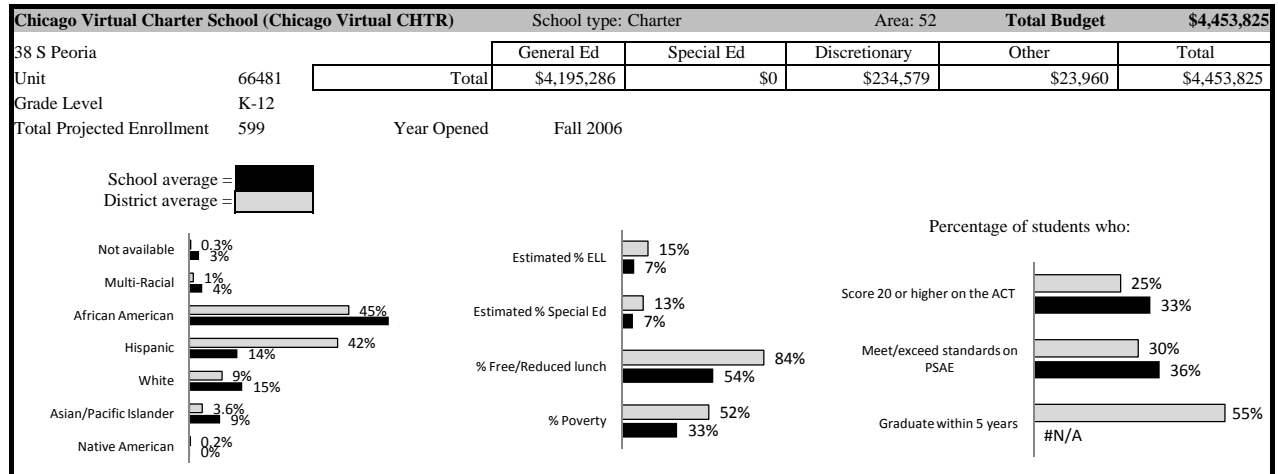 Chicago Virtual Charter School (Chicago Virtual CHTR) School type: Charter Area: 52 Total Budget $4,453,825
38 S Peoria General Ed Special Ed Discretionary Other Total
Unit 66481 Total $4,195,286 $0 $234,579 $23,960 $4,453,825
Grade Level K-12
Total Projected Enrollment 599 Year Opened Fall 2006
School average =
District average =
Not available 0.3% 3%
Multi-Racial 1% 4%
African American 45%
Hispanic 42% 14%
White 9% 15%
Asian/Pacific Islander 3.6% 9%
Native American 0.2% 0%
Estimated % ELL 15% 7%
Estimated % Special Ed 13% 7%
% Free/Reduced lunch 84% 54%
% Poverty 52% 33%
Percentage of students who:
Score 20 or higher on the ACT 25% 33%
Meet/exceed standards on
PSAE 30% 36%
Graduate within 5 years 55% #N/A